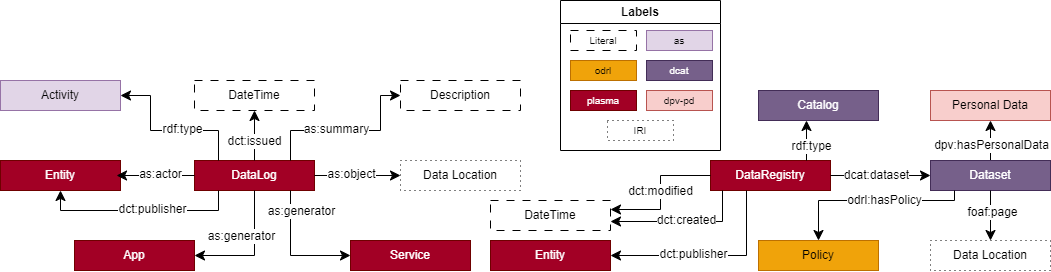 Labels
Literal
as
odrl
dcat
plasma
dpv-pd
IRI
Activity
DateTime
Description
rdf:type
dct:issued
as:summary
Entity
as:actor
DataLog
as:object
Data Location
dct:publisher
as:generator
as:generator
App
Service
Catalog
Personal Data
rdf:type
dpv:hasPersonalData
DataRegistry
dcat:dataset
Dataset
dct:modified
odrl:hasPolicy
DateTime
dct:created
foaf:page
Entity
dct:publisher
Policy
Data Location